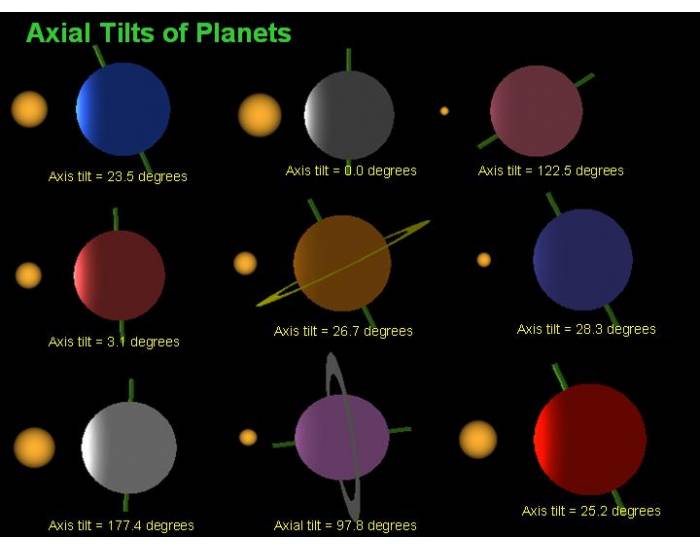 Axial Tilts of Planets
Axis tilt = 23.5 degrees
Axis tilt = 0.0 degrees
Axis tilt = 122.5 degrees
Axis tilt = 3.1 degrees
Axis tilt = 26.7 degrees
Axis tilt = 28.3 degrees
Axis tilt = 177.4 degrees
Axial tilt = 97.8 degrees
Axis tilt = 25.2 degrees